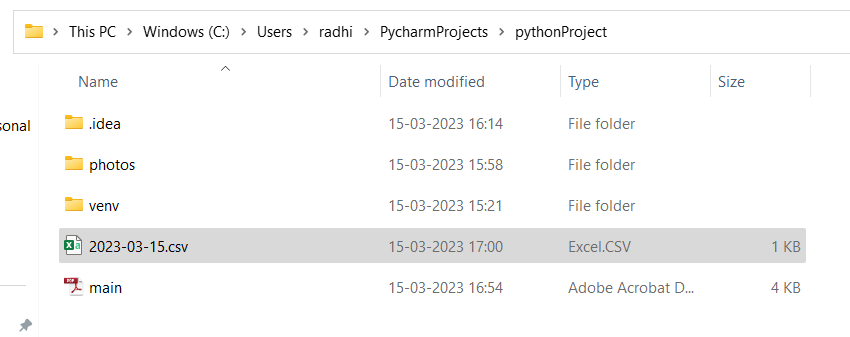 This PC > Windows (C:) > Users > radhi > PycharmProjects > pythonProject
Name Date modified Type Size
.idea 15-03-2023 16:14 File folder
sonal
photos 15-03-2023 15:58 File folder
venv 15-03-2023 15:21 File folder
2023-03-15.csv 15-03-2023 17:00 Excel.CSV 1 KB
main 15-03-2023 16:54 Adobe Acrobat D... 4 KB